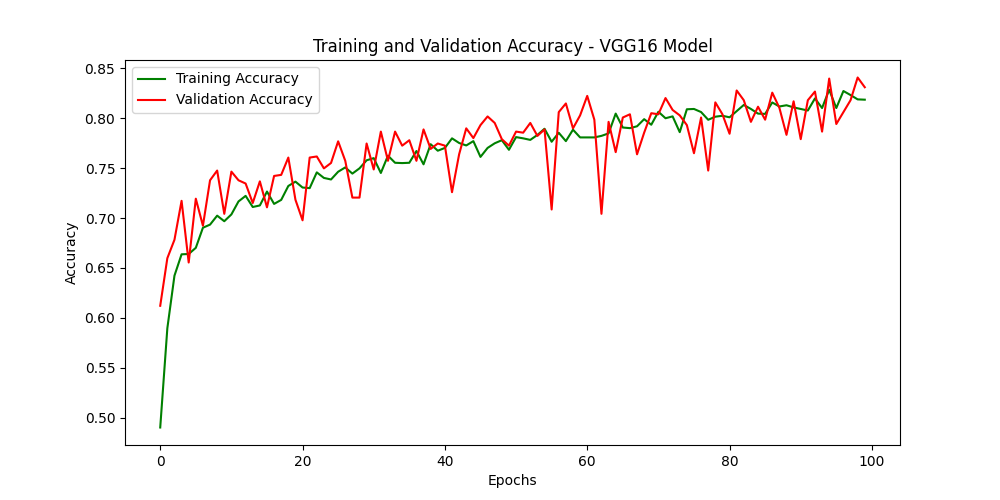 Training and Validation Accuracy - VGG16 Model
Training Accuracy
Validation Accuracy
Accuracy
0.85
0.80
0.75
0.70
0.65
0.60
0.55
0.50
0 20 40 60 80 100
Epochs